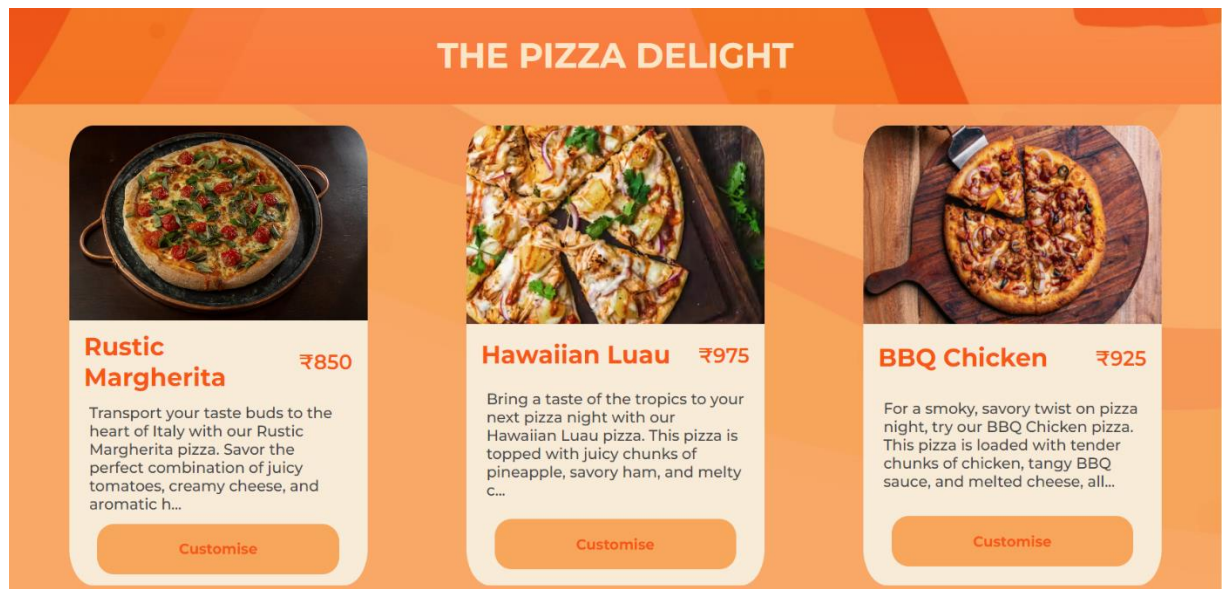 THE PIZZA DELIGHT
Rustic
Margherita
₹850
Transport your taste buds to the
heart of Italy with our Rustic
Margherita pizza. Savor the
perfect combination of juicy
tomatoes, creamy cheese, and
aromatic h...
Customise
Hawaiian Luau
₹975
Bring a taste of the tropics to your
next pizza night with our
Hawaiian Luau pizza. This pizza is
topped with juicy chunks of
pineapple, savory ham, and melty
c...
Customise
BBQ Chicken
₹925
For a smoky, savory twist on pizza
night, try our BBQ Chicken pizza.
This pizza is loaded with tender
chunks of chicken, tangy BBQ
sauce, and melted cheese, all...
Customise